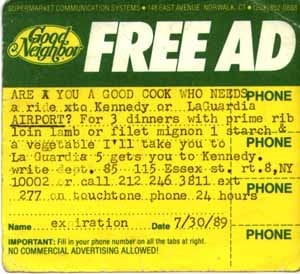 SUPERMARKET COMMUNICATION SYSTEMS • 148 EAST AVENUE, NORWALK, CT • (203) 852-0888
Good Neighbor
FREE AD
ARE X YOU A GOOD COOK WHO NEEDS
a ride xto Kennedy or LaGuardia
AIRPORT? For 3 dinners with prime rib
loin lamb or filet mignon 1 starch &
a vegetable I'll take you to
La Guardia 5 gets you to Kennedy.
write dept. 85 115 Essex st. rt.8,NY
10002 or call 212 246 3811 ext
277 on touchtone phone 24 hours
Name expiration Date 7/30/89
IMPORTANT: Fill in your phone number on all the tabs at right.
NO COMMERCIAL ADVERTISING ALLOWED!
PHONE
PHONE
PHONE
PHONE